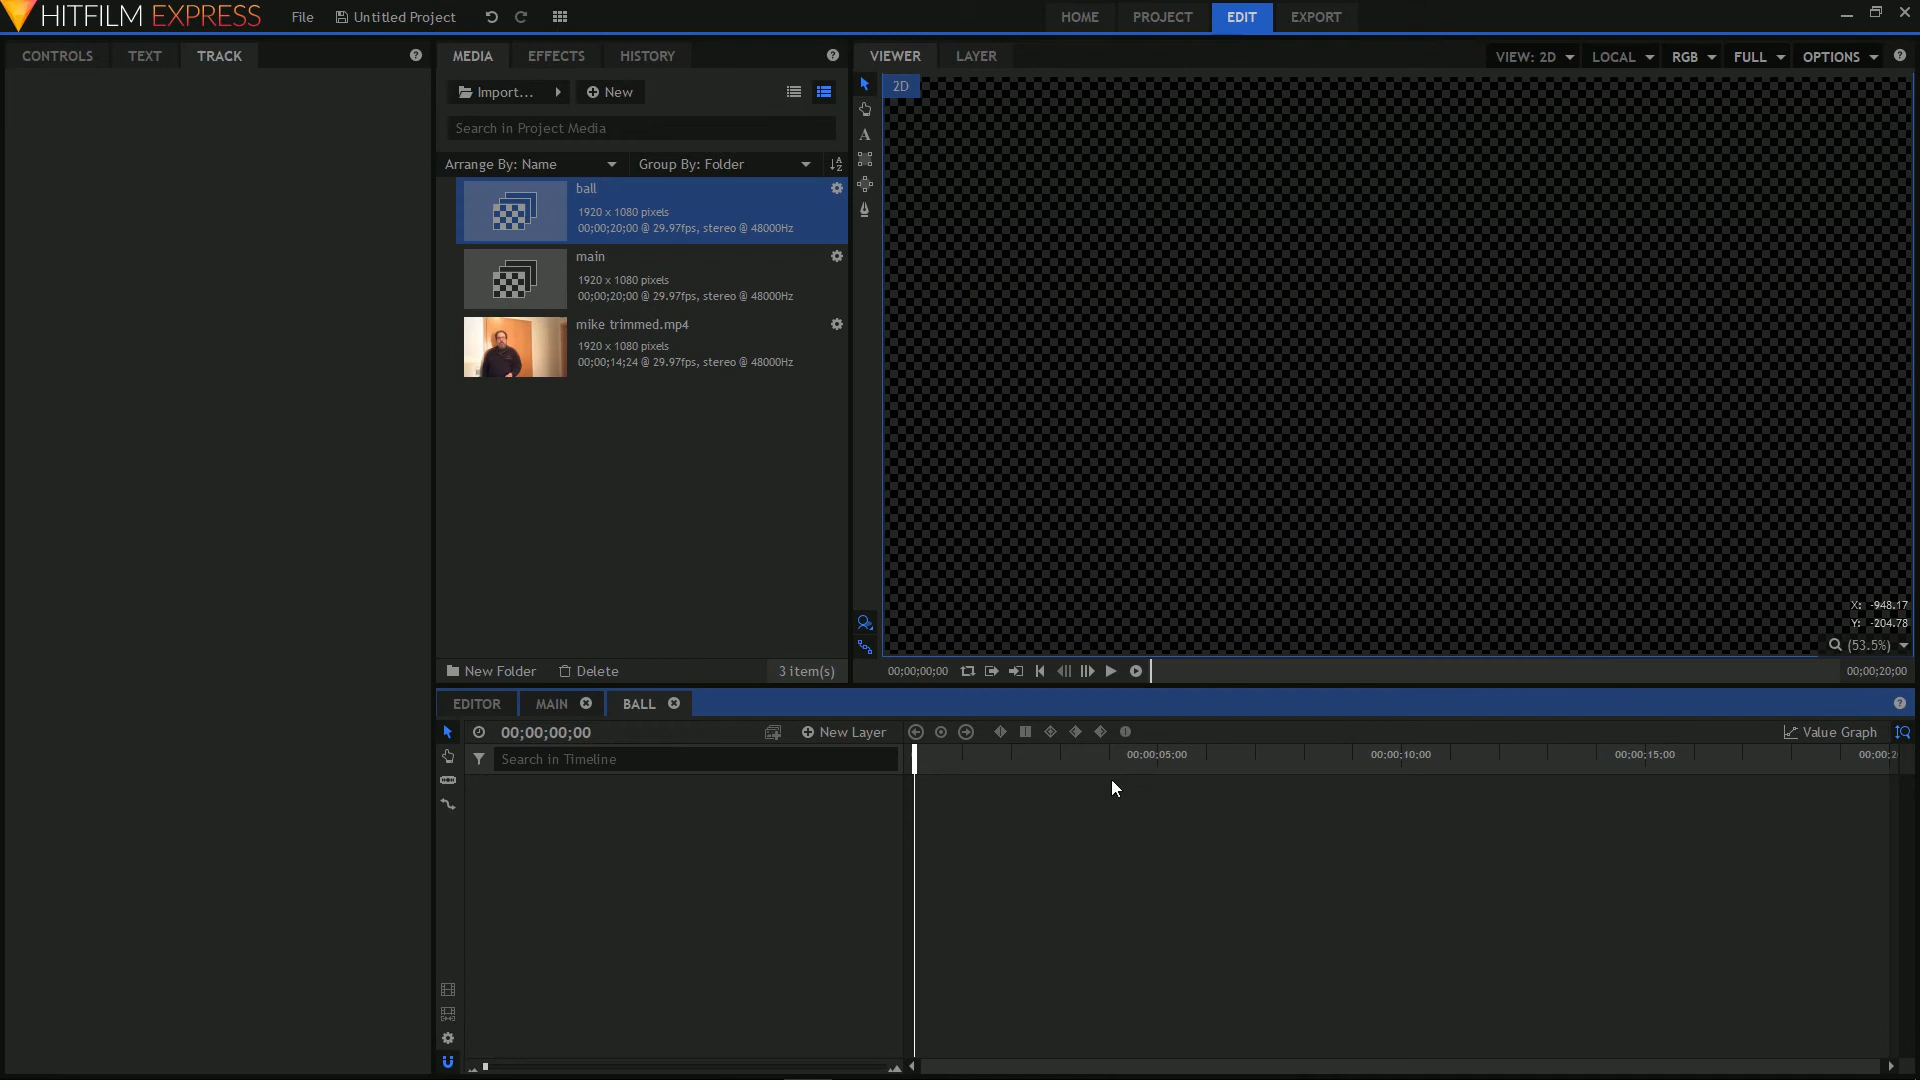 HITFILM EXPRESS File Untitled Project HOME PROJECT EDIT EXPORT
CONTROLS TEXT TRACK
MEDIA EFFECTS HISTORY
VIEWER LAYER VIEW: 2D LOCAL RGB FULL OPTIONS
Import... New
2D
Search in Project Media
Arrange By: Name Group By: Folder
ball
1920 x 1080 pixels
00;00;20;00 @ 29.97fps, stereo @ 48000Hz
main
1920 x 1080 pixels
00;00;20;00 @ 29.97fps, stereo @ 48000Hz
mike trimmed.mp4
1920 x 1080 pixels
00;00;14;24 @ 29.97fps, stereo @ 48000Hz
X: -948.17
Y: -204.78
(53.5%)
New Folder Delete 3 item(s)
00;00;00;00 00;00;20;00
EDITOR MAIN BALL
00;00;00;00 New Layer Value Graph
Search in Timeline
00;00;05;00 00;00;10;00 00;00;15;00 00;00;2